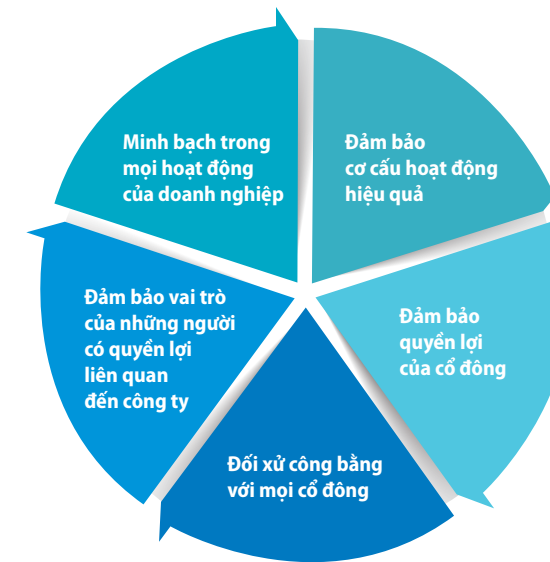 Minh bạch trong
mọi hoạt động
của doanh nghiệp
Đảm bảo
cơ cấu hoạt động
hiệu quả
Đảm bảo
quyền lợi
của cổ đông
Đối xử công bằng
với mọi cổ đông
Đảm bảo vai trò
của những người
có quyền lợi
liên quan
đến công ty